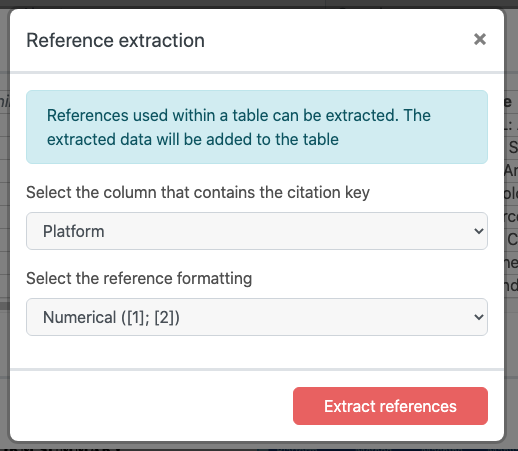 Reference extraction
×
References used within a table can be extracted. The
extracted data will be added to the table
Select the column that contains the citation key
Platform
Select the reference formatting
Numerical ([1]; [2])
Extract references